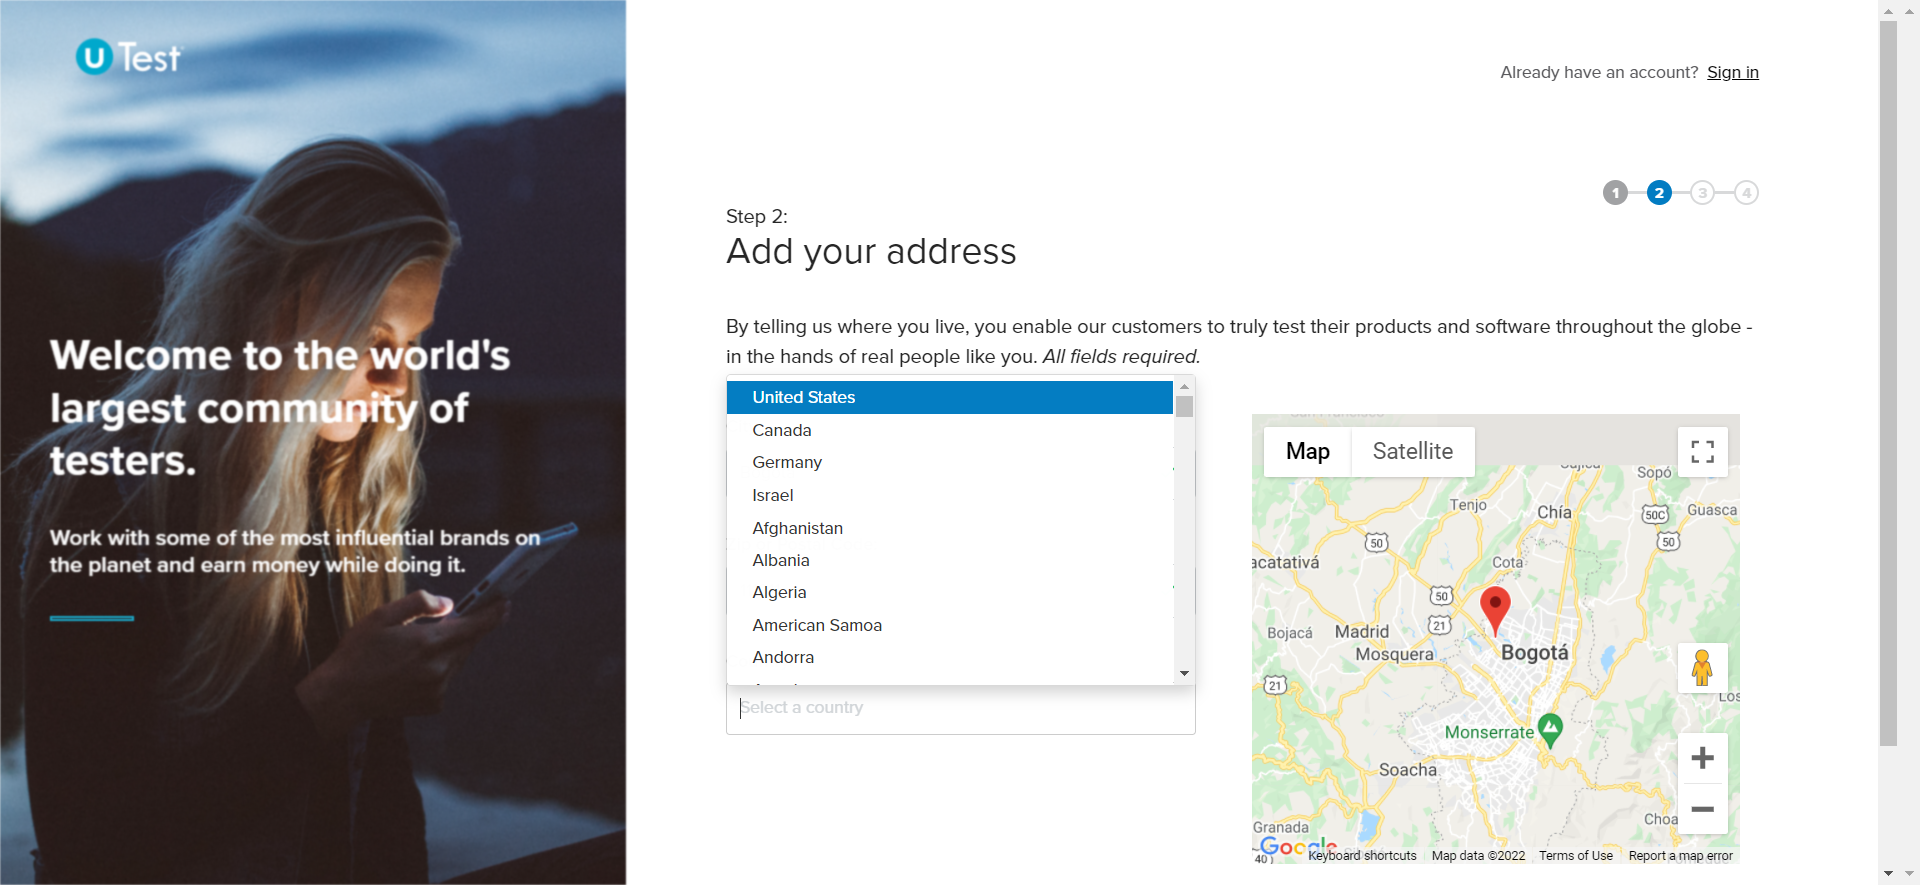 U Test
Already have an account? Sign in
1 2 3 4
Step 2:
Add your address
By telling us where you live, you enable our customers to truly test their products and software throughout the globe -
in the hands of real people like you. All fields required.
Welcome to the world's
largest community of
testers.
Work with some of the most influential brands on
the planet and earn money while doing it.
United States
Canada
Germany
Israel
Afghanistan
Albania
Algeria
American Samoa
Andorra
Select a country
Map Satellite
Sopó
Tenjo
Chía
50C
Guasca
50
50
acatativá
Cota
50
21
Bojacá
Madrid
Mosquera
Bogotá
21
Los
Monserrate
Soacha
Choa
Granada
Google
40
Keyboard shortcuts
Map data ©2022
Terms of Use
Report a map error